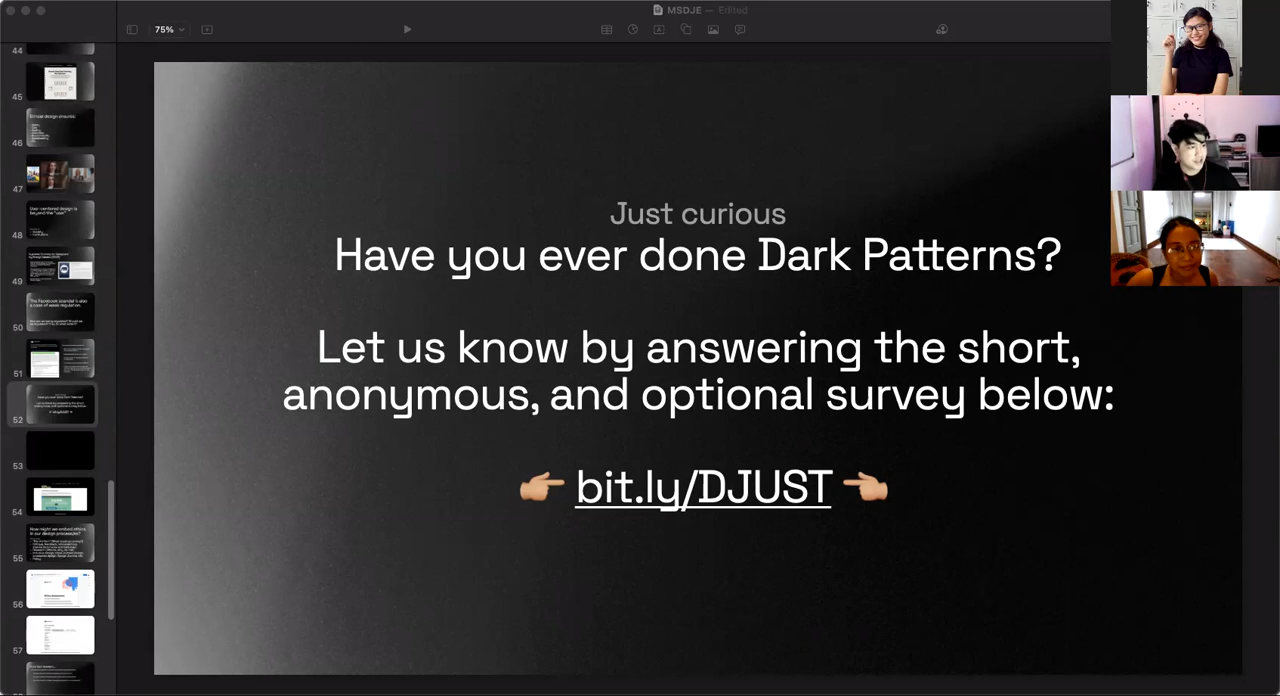 MSDJE — Edited
75%
44
45
46
Ethical design ensures
47
48
User-centered design is
beyond the "user"
49
50
The Facebook scandal is also
a case of weak regulation.
51
52
53
54
55
How might we embed ethics
in our design processes?
56
57
Just curious
Have you ever done Dark Patterns?
Let us know by answering the short,
anonymous, and optional survey below:
👉 bit.ly/DJUST 👈